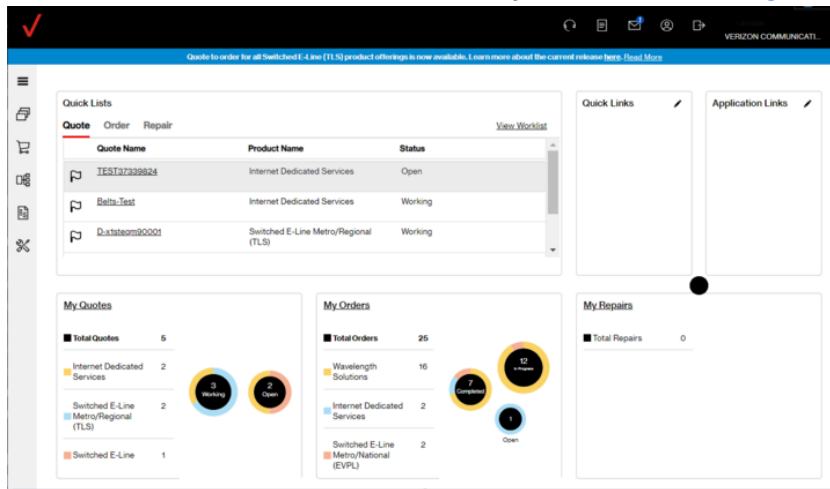 VERIZON COMMUNICATI...
Quote to order for all Switched E-Line (TLS) product offerings is now available. Learn more about the current release here. Read More
Quick Lists
Quote Order Repair
View Worklist
Quote Name Product Name Status
TEST37339824 Internet Dedicated Services Open
Belts-Test Internet Dedicated Services Working
D-xtsteam90001 Switched E-Line Metro/Regional Working
(TLS)
Quick Links
Application Links
My Quotes
Total Quotes 5
Internet Dedicated 2
Services
Switched E-Line 2
Metro/Regional
(TLS)
Switched E-Line 1
3
Working
2
Open
My Orders
Total Orders 25
Wavelength 16
Solutions
Internet Dedicated 2
Services
Switched E-Line 2
Metro/National
(EVPL)
12
In Progress
7
Completed
1
Open
My Repairs
Total Repairs 0